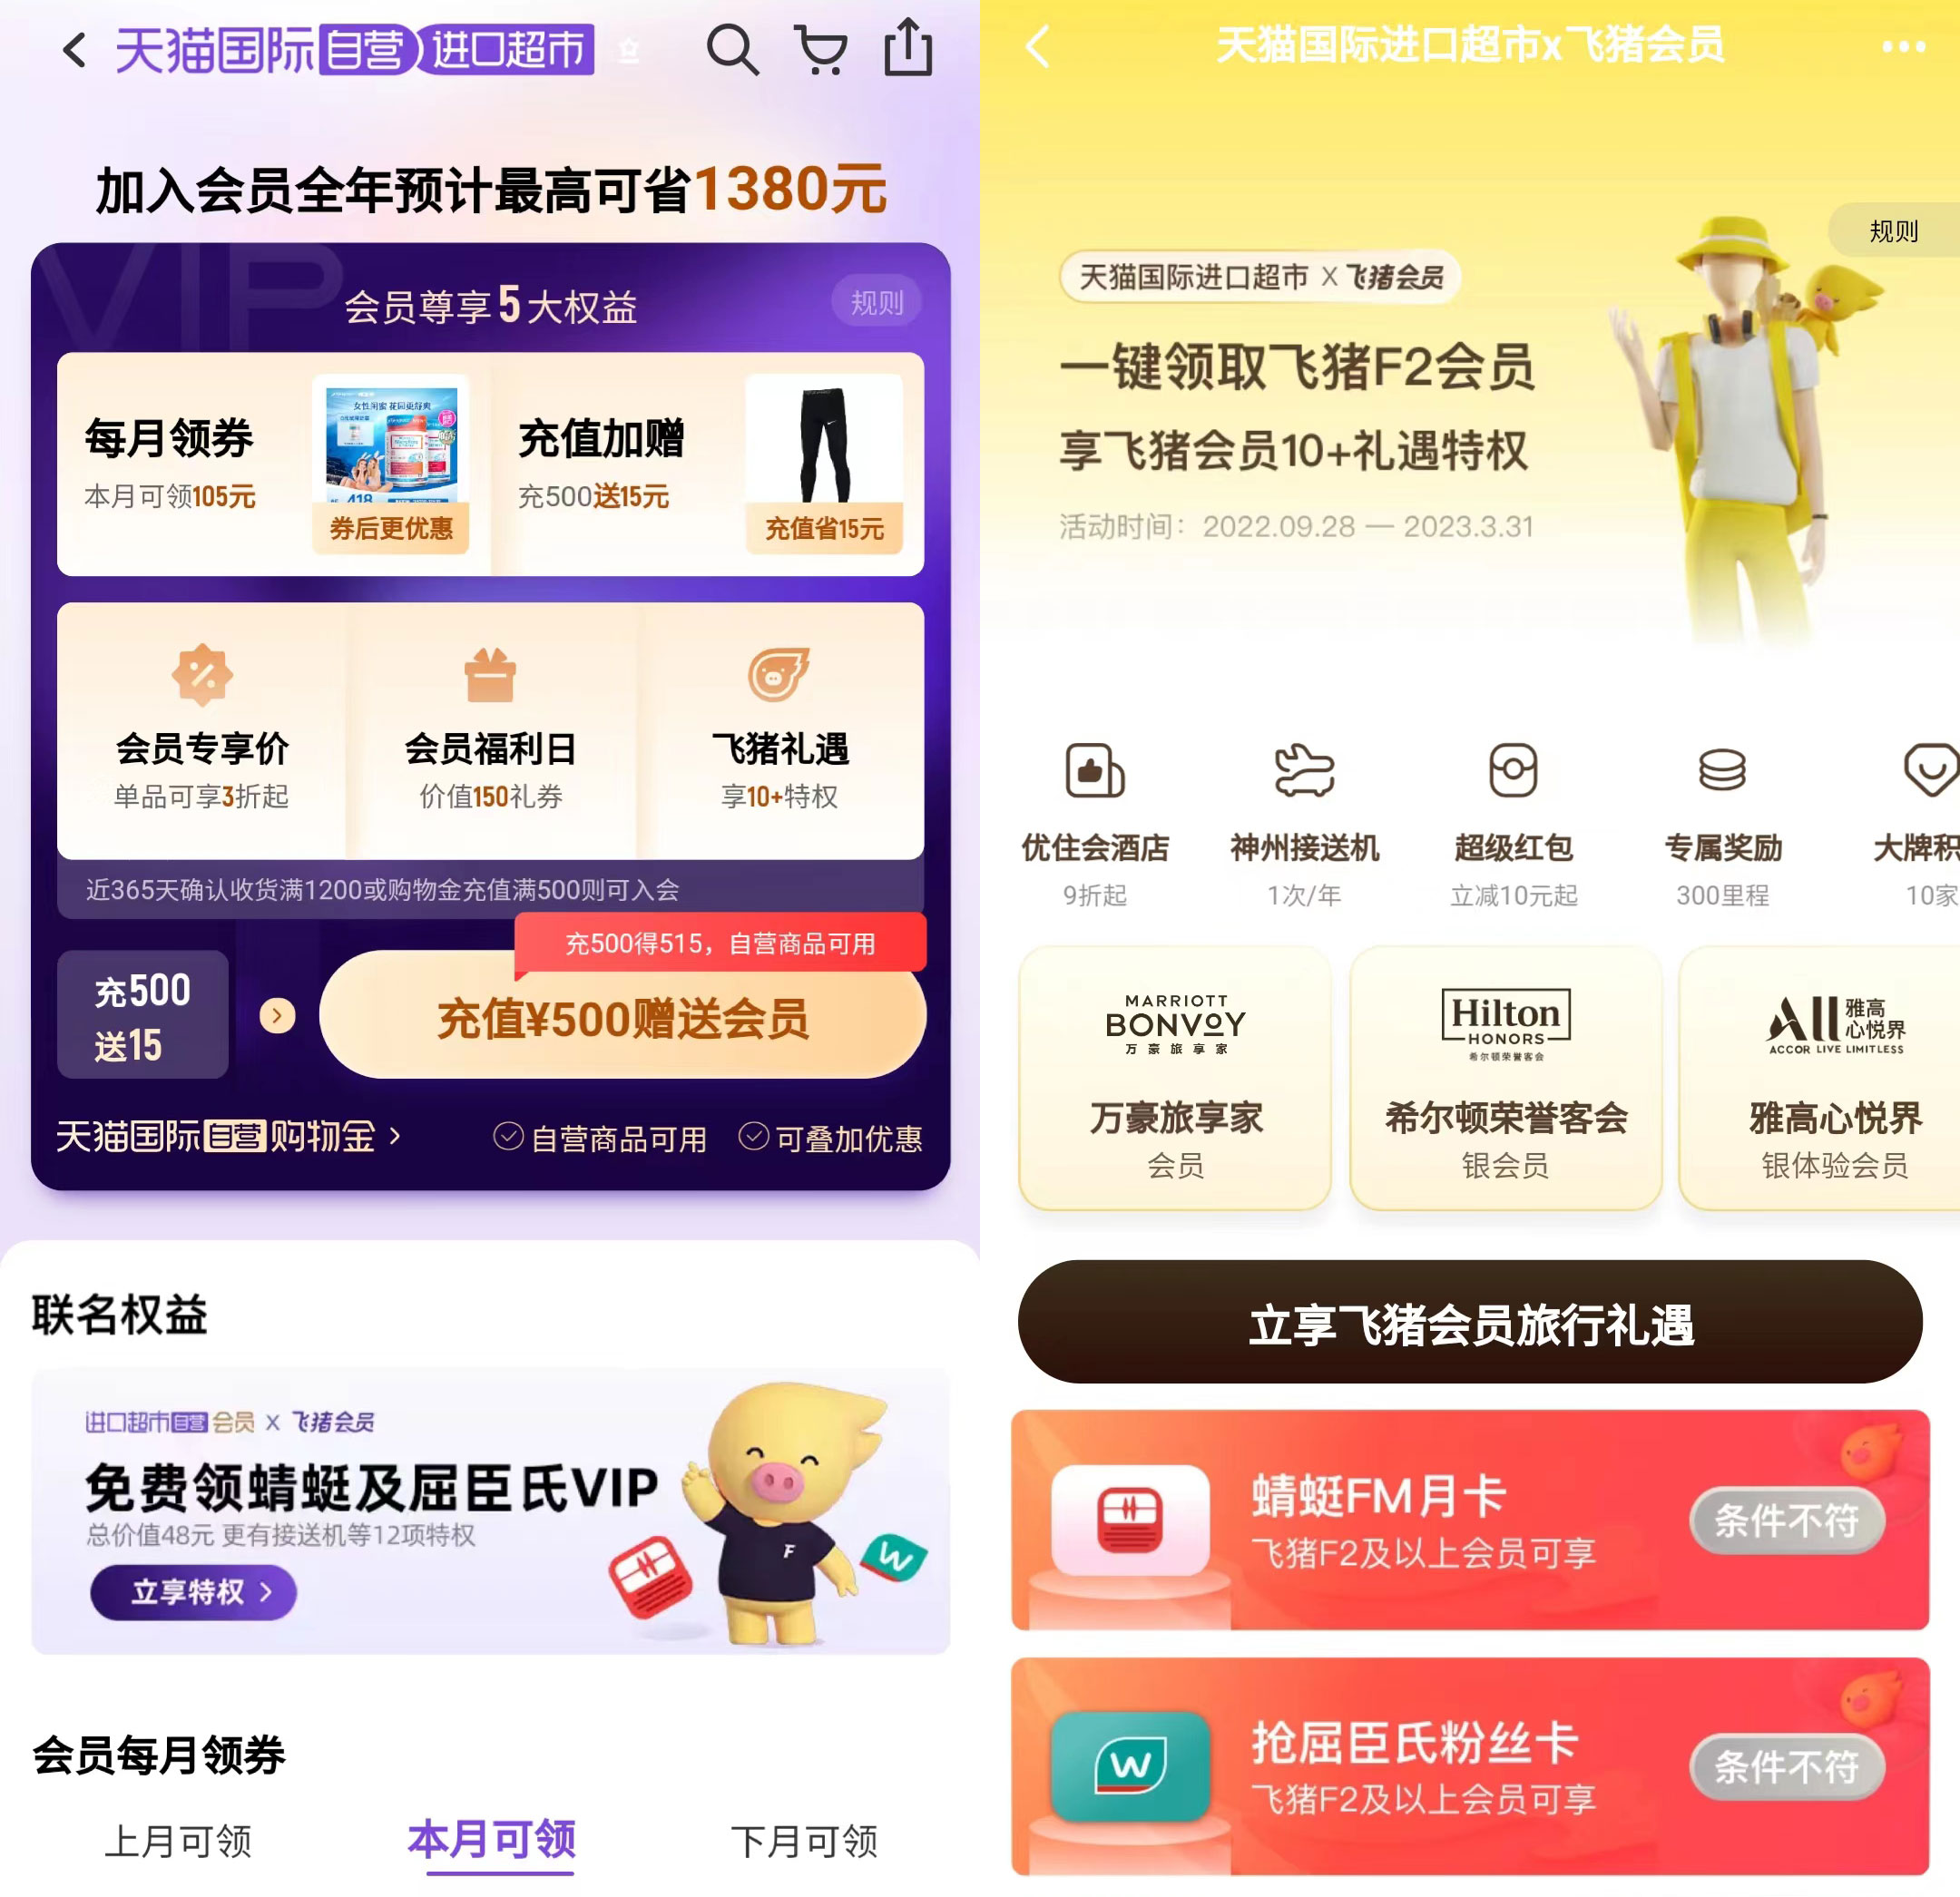 天猫国际自营 进口超市
加入会员全年预计最高可省1380元
VIP
会员尊享5大权益
规则
每月领券
本月可领105元
女性闺蜜 花园更舒爽
418
券后更优惠
充值加赠
充500送15元
充值省15元
会员专享价
单品可享3折起
会员福利日
价值150礼券
飞猪礼遇
享10+特权
近365天确认收货满1200或购物金充值满500则可入会
充500得515，自营商品可用
充500
送15
充值¥500赠送会员
天猫国际自营购物金
自营商品可用
可叠加优惠
联名权益
进口超市自营会员 X 飞猪会员
免费领蜻蜓及屈臣氏VIP
总价值48元 更有接送机等12项特权
立享特权
F
W
会员每月领券
上月可领
本月可领
下月可领
天猫国际进口超市x飞猪会员
规则
天猫国际进口超市 X 飞猪会员
一键领取飞猪F2会员
享飞猪会员10+礼遇特权
活动时间：2022.09.28 — 2023.3.31
优住会酒店
9折起
神州接送机
1次/年
超级红包
立减10元起
专属奖励
300里程
大牌积
10家
MARRIOTT
BONVOY
万豪旅享家
万豪旅享家
会员
Hilton
HONORS
希尔顿荣誉客会
希尔顿荣誉客会
银会员
All 雅高
心悦界
ACCOR LIVE LIMITLESS
雅高心悦界
银体验会员
立享飞猪会员旅行礼遇
蜻蜓FM月卡
飞猪F2及以上会员可享
条件不符
W
抢屈臣氏粉丝卡
飞猪F2及以上会员可享
条件不符